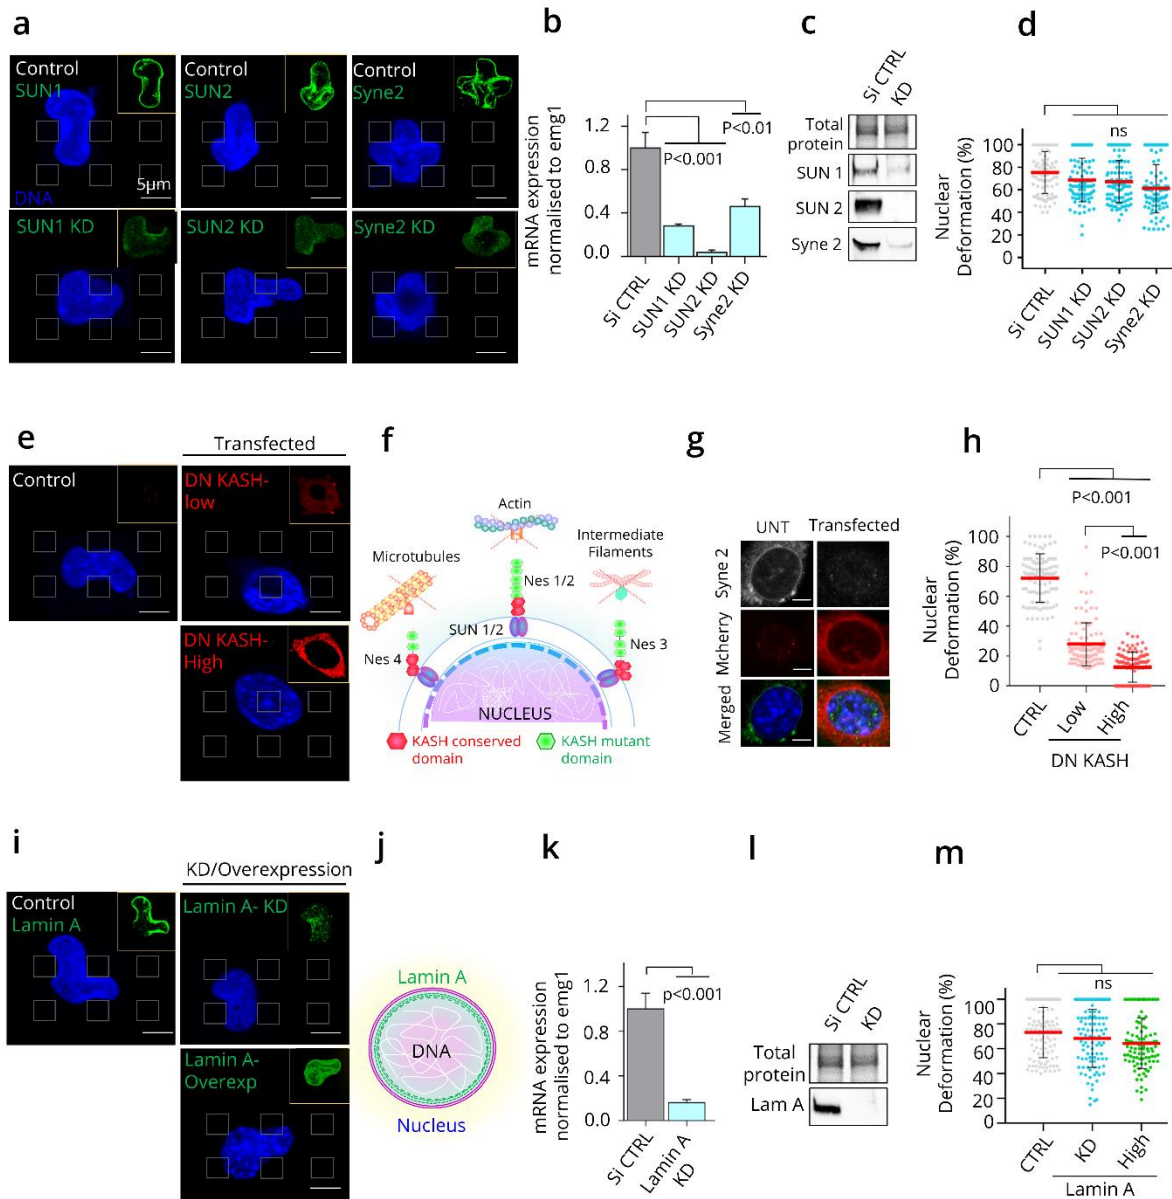 a
Control
SUN1
DNA
5µm
Control
SUN2
Control
Syne2
SUN1 KD
SUN2 KD
Syne2 KD
b
mRNA expression
normalised to emg1
1.2
0.8
0.4
0.0
P<0.001
P<0.01
Si CTRL
SUN1 KD
SUN2 KD
Syne2 KD
c
Si CTRL
KD
Total
protein
SUN 1
SUN 2
Syne 2
d
Nuclear
Deformation (%)
100
80
60
40
20
0
ns
Si CTRL
SUN1 KD
SUN2 KD
Syne2 KD
e
Transfected
Control
DN KASH-
low
DN KASH-
High
f
Actin
Microtubules
Intermediate
Filaments
Nes 1/2
SUN 1/2
Nes 4
Nes 3
NUCLEUS
KASH conserved
domain
KASH mutant
domain
g
UNT
Transfected
Syne 2
Mcherry
Merged
h
Nuclear
Deformation (%)
100
80
60
40
20
0
P<0.001
P<0.001
CTRL
Low
High
DN KASH
i
KD/Overexpression
Control
Lamin A
Lamin A- KD
Lamin A-
Overexp
j
Lamin A
DNA
Nucleus
k
mRNA expression
normalised to emg1
1.2
0.8
0.4
0.0
p<0.001
Si CTRL
Lamin A
KD
l
Si CTRL
KD
Total
protein
Lam A
m
Nuclear
Deformation (%)
100
80
60
40
20
0
ns
CTRL
KD
High
Lamin A